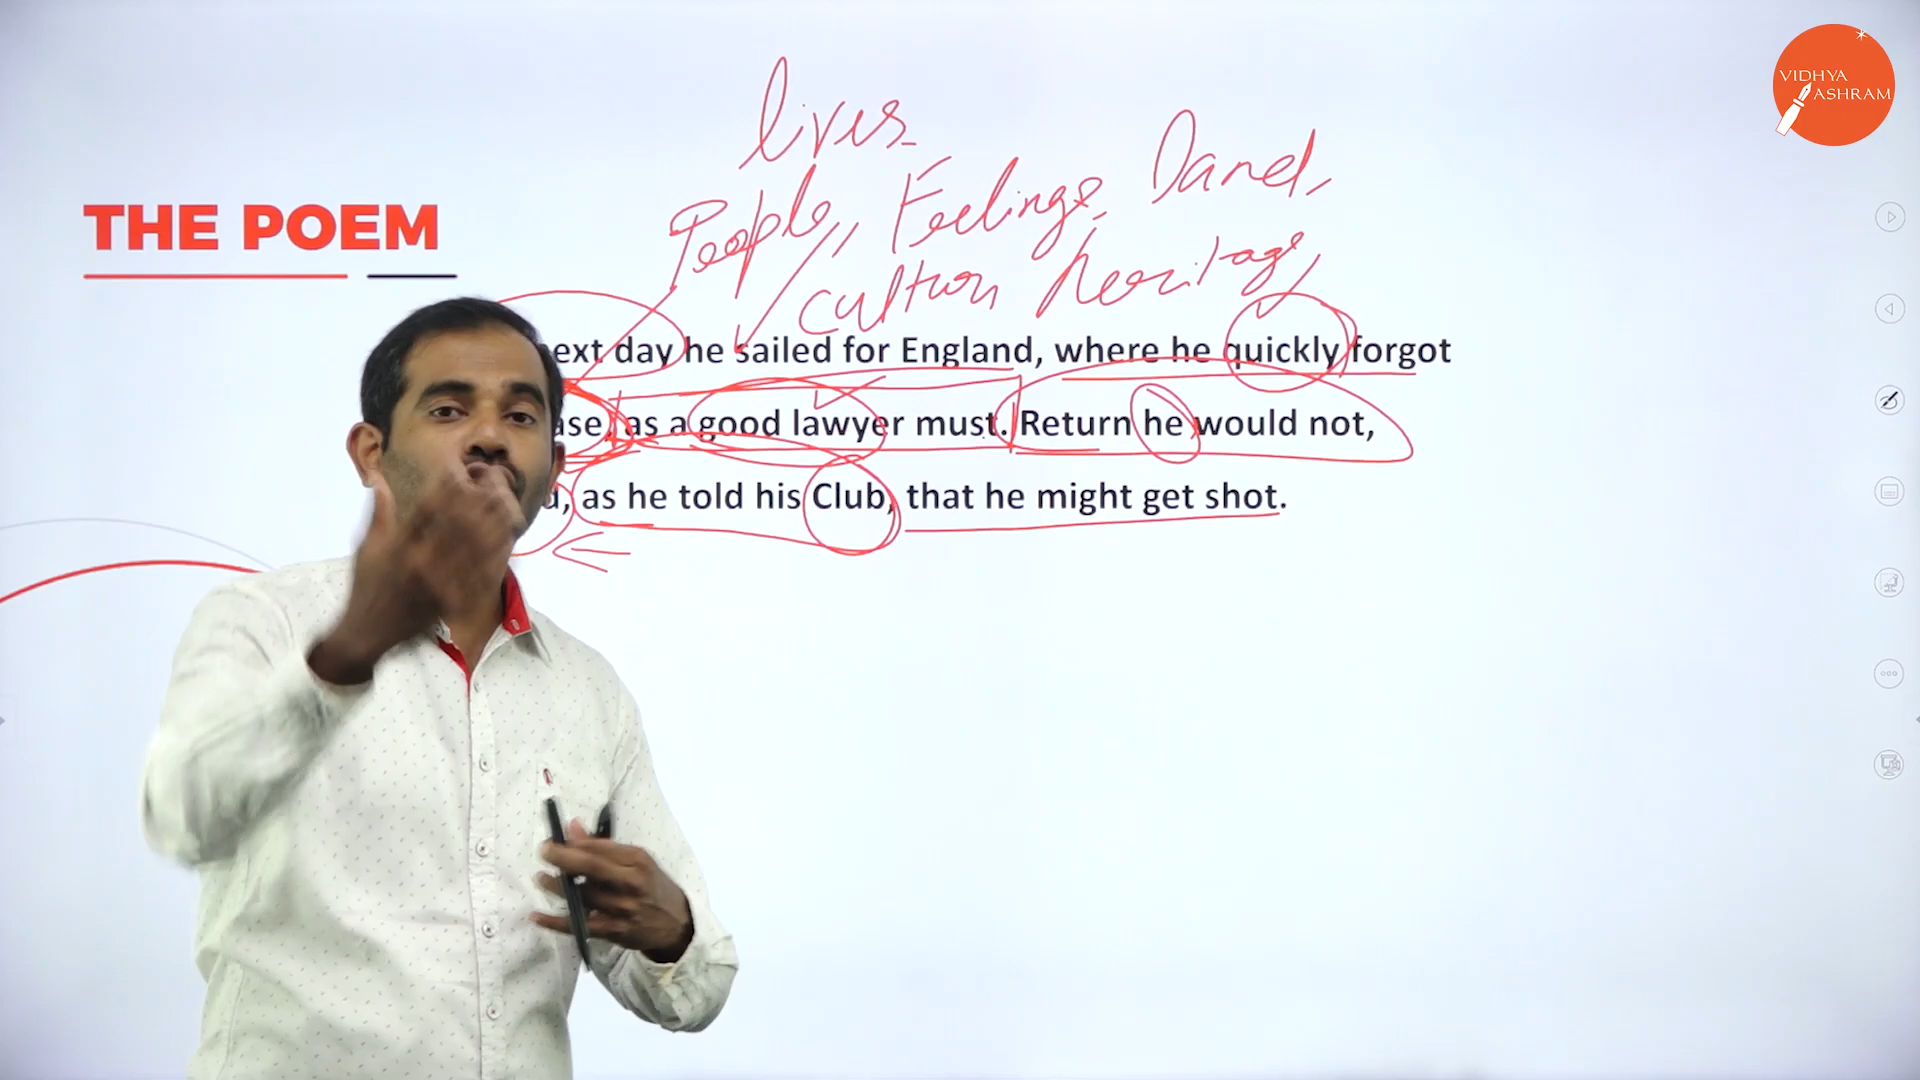 VIDHYA
ASHRAM
lives
People, Feelings, Land,
culture heritage,
THE POEM
ext day he sailed for England, where he quickly forgot
ase, as a good lawyer must. Return he would not,
d, as he told his Club, that he might get shot.